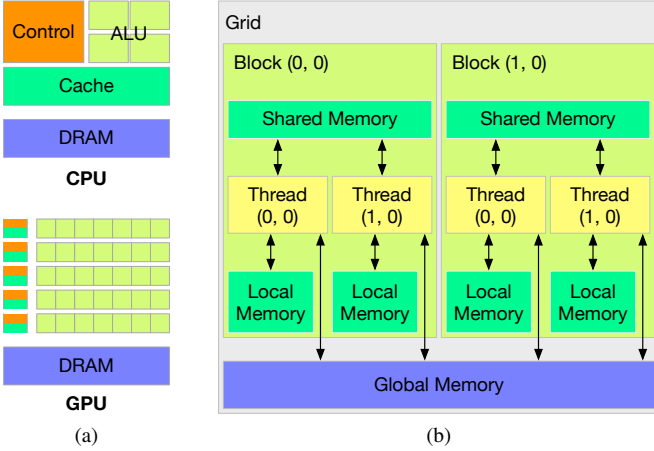 Control
ALU
Cache
DRAM
CPU
DRAM
GPU
(a)
Grid
Block (0, 0)
Block (1, 0)
Shared Memory
Shared Memory
Thread
(0, 0)
Thread
(1, 0)
Thread
(0, 0)
Thread
(1, 0)
Local
Memory
Local
Memory
Local
Memory
Local
Memory
Global Memory
(b)